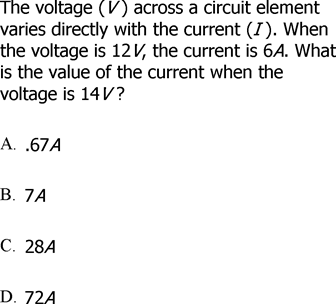 The voltage (V) across a circuit element
varies directly with the current (I). When
the voltage is 12V, the current is 6A. What
is the value of the current when the
voltage is 14V?
A. .67A
B. 7A
C. 28A
D. 72A